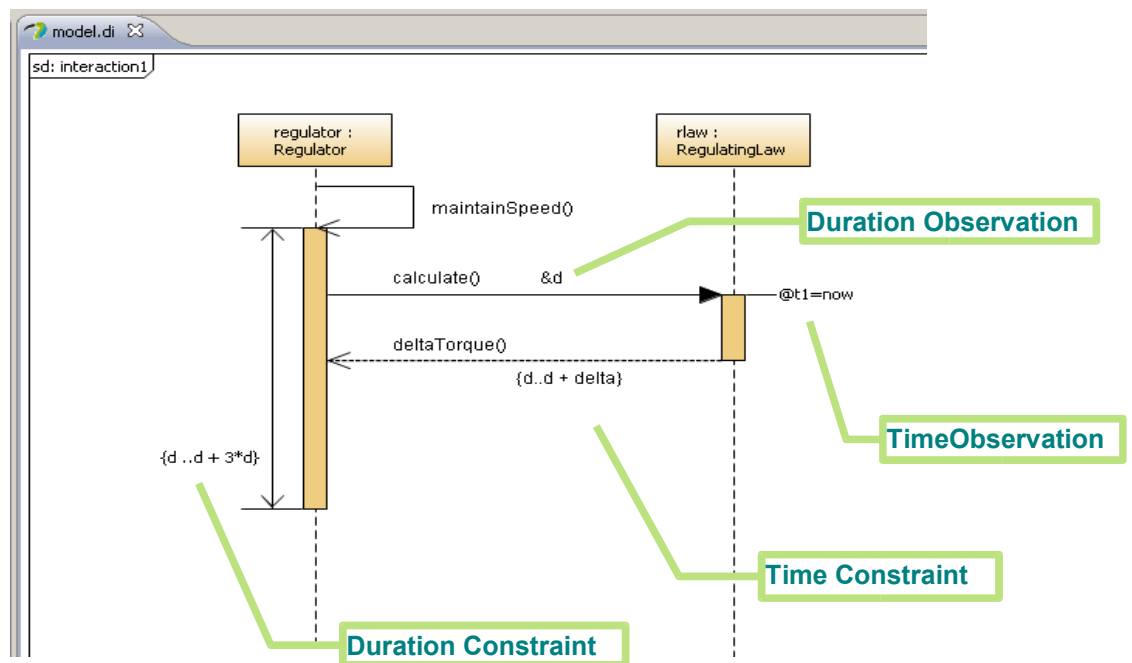 model.di
sd: interaction1
regulator :
Regulator
rlaw :
RegulatingLaw
maintainSpeed()
Duration Observation
calculate() &d
@t1=now
deltaTorque()
{d..d + delta}
TimeObservation
{d ..d + 3*d}
Time Constraint
Duration Constraint